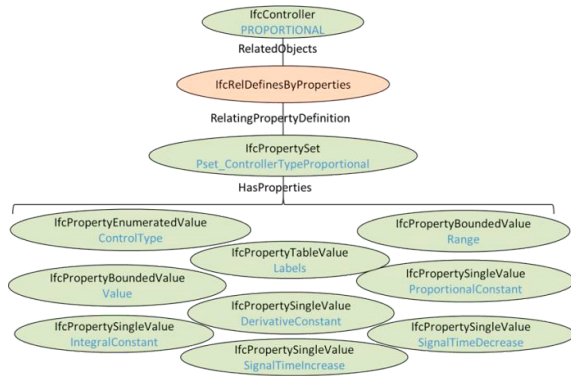 IfcController
PROPORTIONAL
RelatedObjects
IfcRelDefinesByProperties
RelatingPropertyDefinition
IfcPropertySet
Pset_ControllerTypeProportional
HasProperties
IfcPropertyEnumeratedValue
ControlType
IfcPropertyBoundedValue
Range
IfcPropertyTableValue
Labels
IfcPropertyBoundedValue
Value
IfcPropertySingleValue
ProportionalConstant
IfcPropertySingleValue
DerivativeConstant
IfcPropertySingleValue
IntegralConstant
IfcPropertySingleValue
SignalTimeDecrease
IfcPropertySingleValue
SignalTimeIncrease